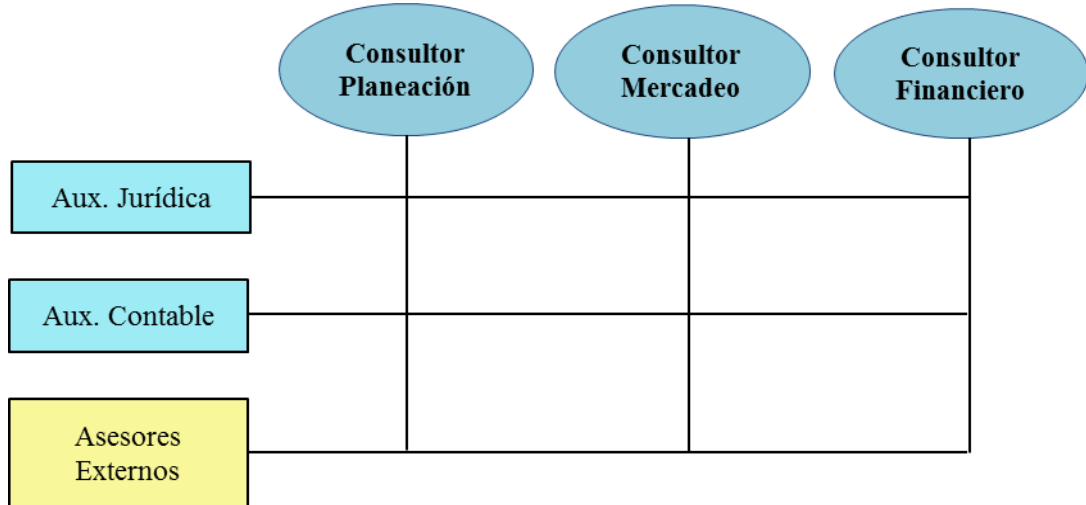 Consultor
Planeación
Consultor
Mercadeo
Consultor
Financiero
Aux. Jurídica
Aux. Contable
Asesores
Externos